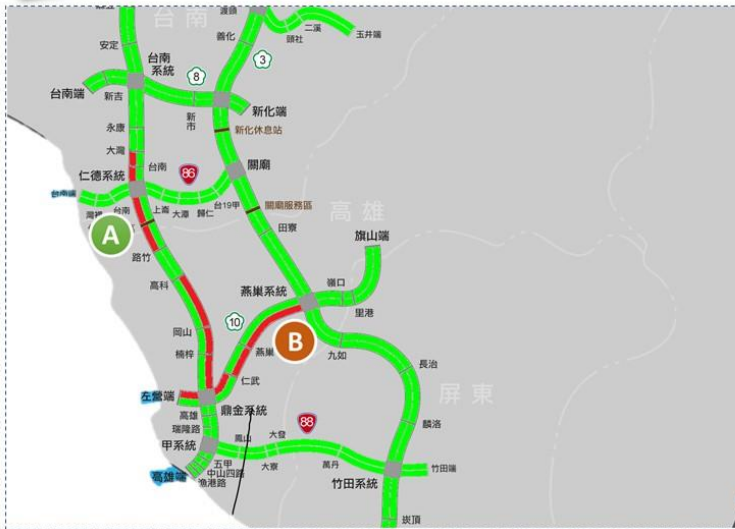 台南
渡頭
二溪
頭社
玉井端
善化
安定
3
台南
系統
8
台南端
新吉
新市
新化端
永康
新化休息站
大灣
台南
關廟
仁德系統
86
台南端
上崙
大潭
歸仁
台19甲
關廟服務區
高雄
台南
A
田寮
旗山端
路竹
高科
燕巢系統
嶺口
里港
10
岡山
B
楠梓
燕巢
九如
長治
仁武
屏東
左營端
鼎金系統
高雄
88
麟洛
瑞隆路
鳳山
大發
甲系統
五甲
大寮
萬丹
竹田端
中山四路
高雄端
漁港路
竹田系統
崁頂